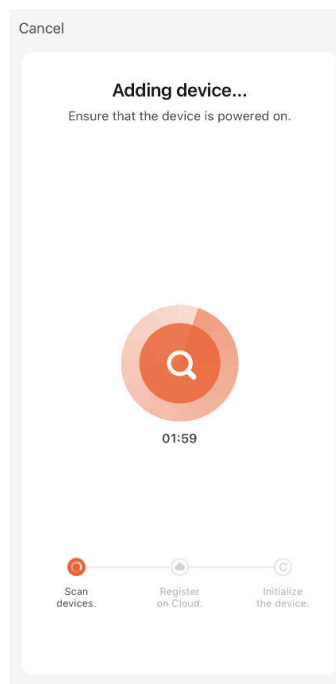 Cancel
Adding device...
Ensure that the device is powered on.
01:59
Scan
devices.
Register
on Cloud.
Initialize
the device.